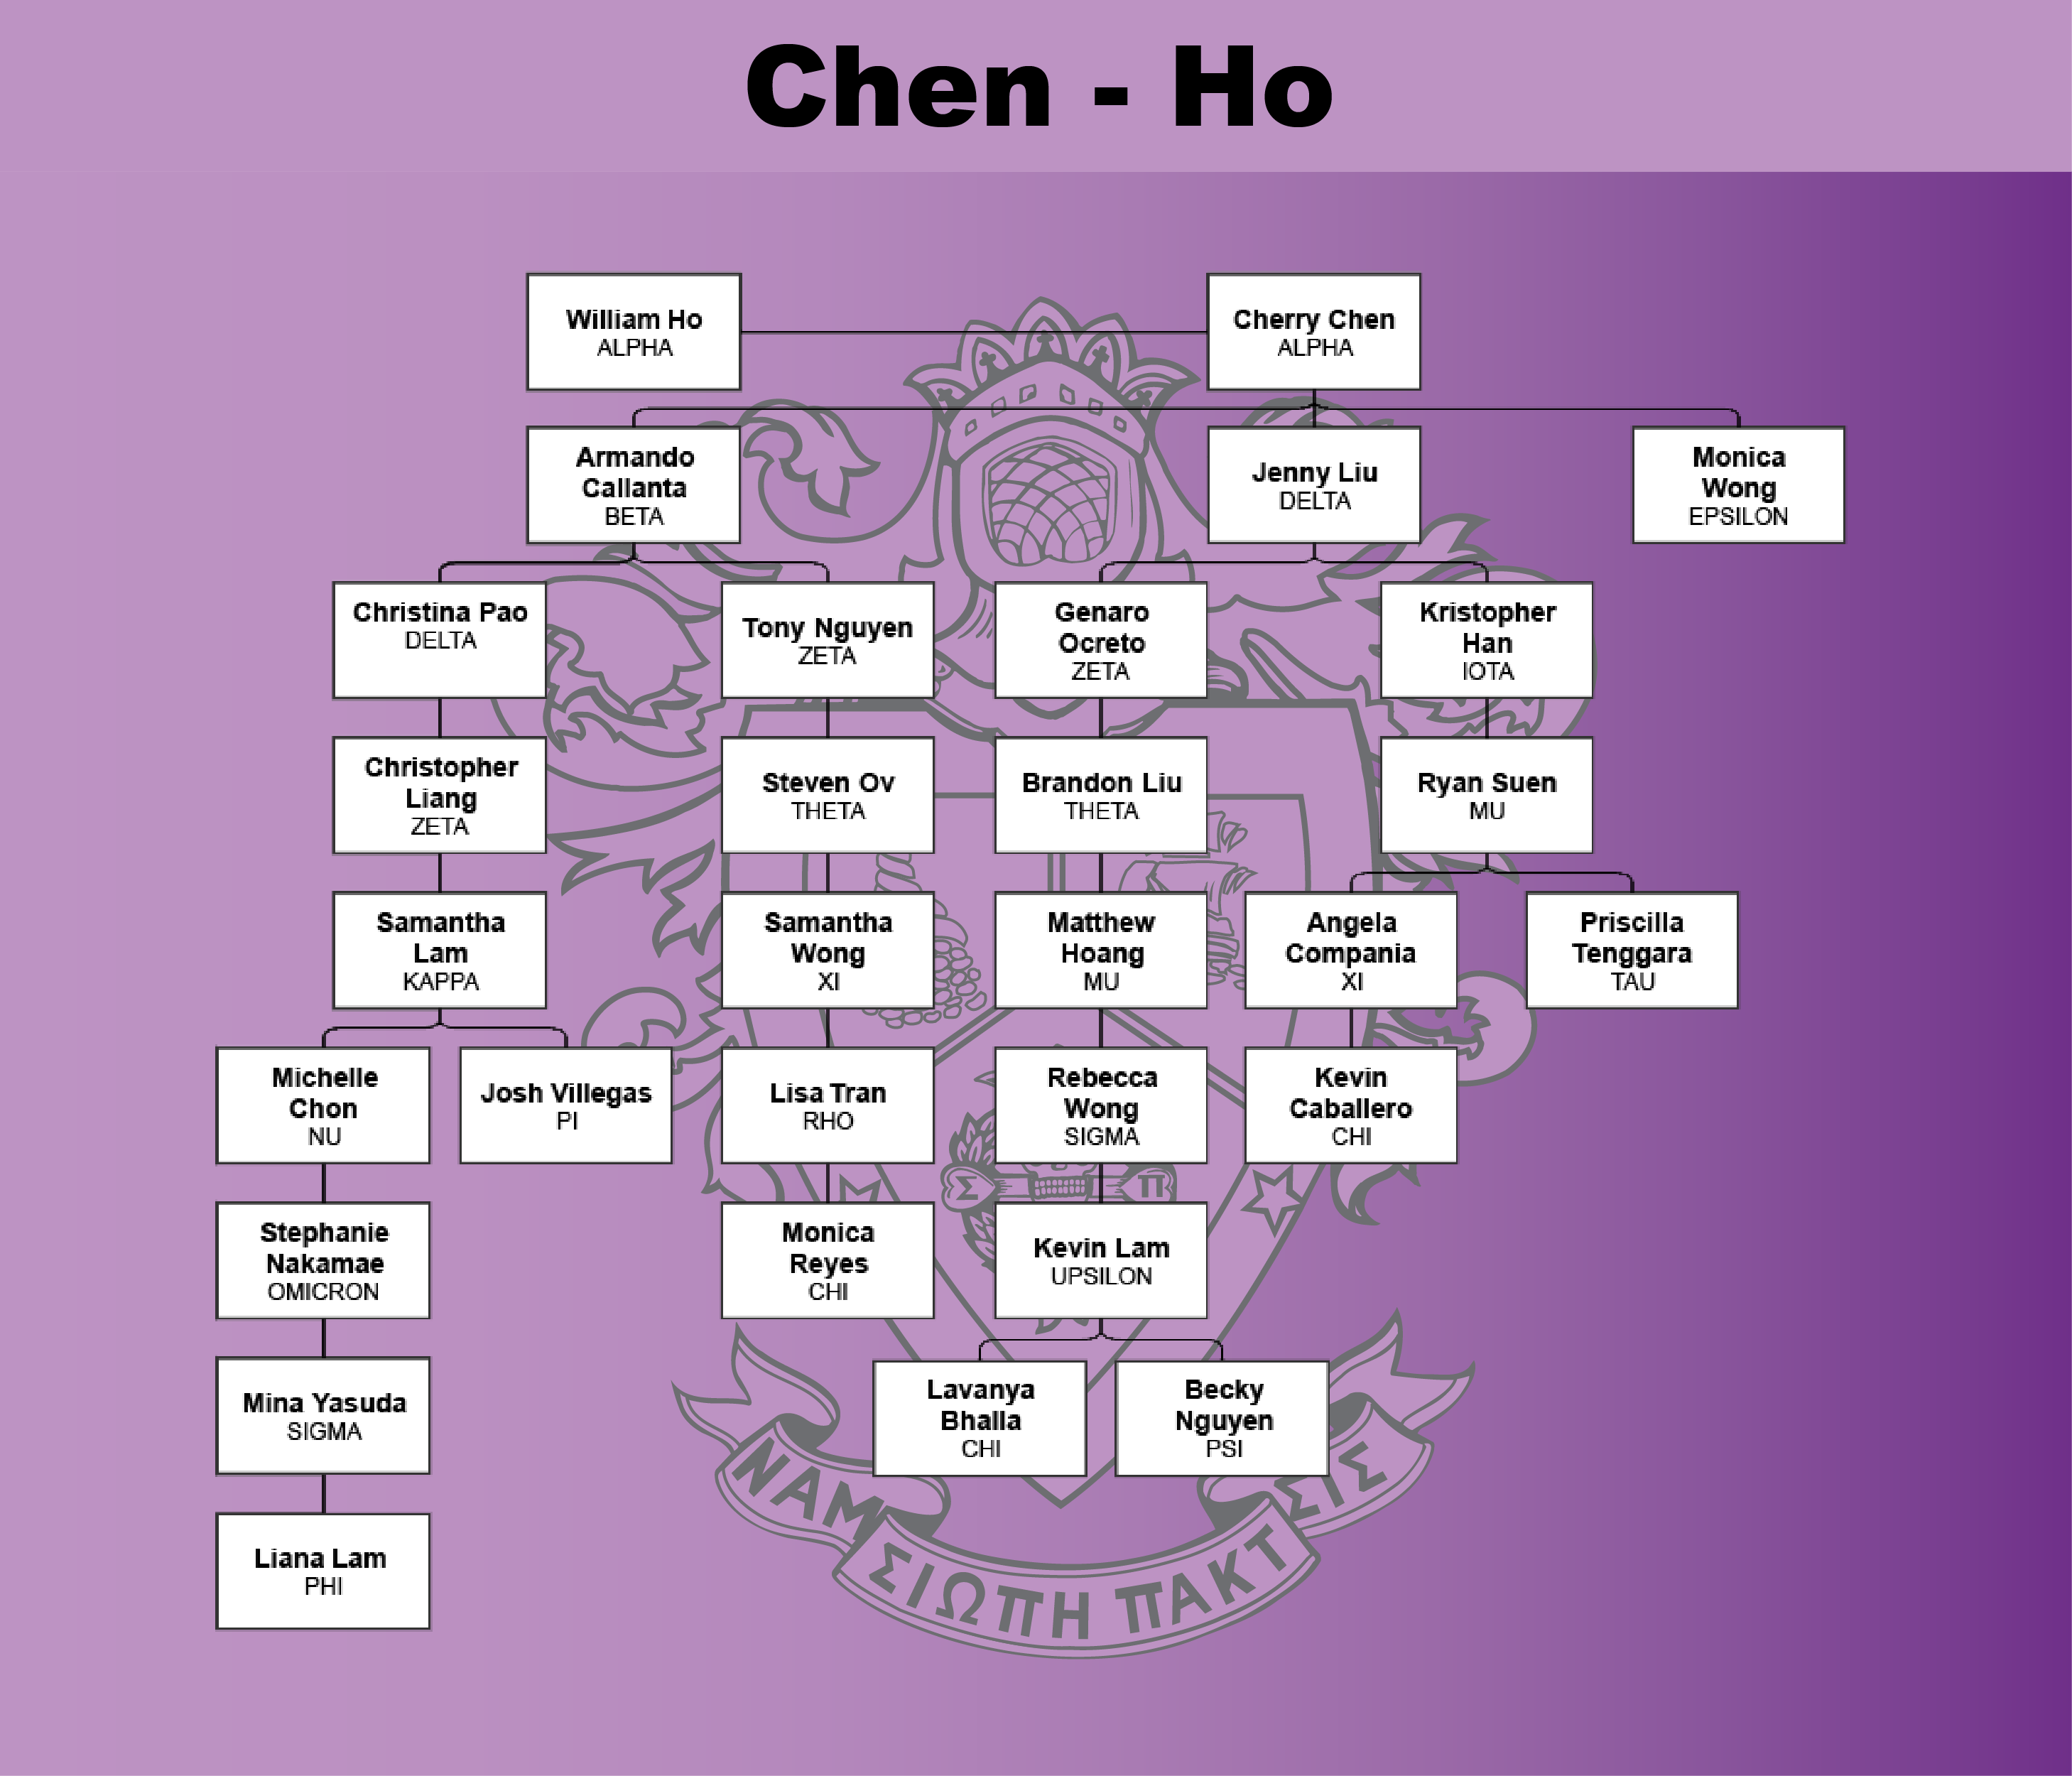 Chen - Ho
William Ho
ALPHA
Cherry Chen
ALPHA
Armando
Callanta
BETA
Jenny Liu
DELTA
Monica
Wong
EPSILON
Christina Pao
DELTA
Tony Nguyen
ZETA
Genaro
Ocreto
ZETA
Kristopher
Han
IOTA
Christopher
Liang
ZETA
Steven Ov
THETA
Brandon Liu
THETA
Ryan Suen
MU
Samantha
Lam
KAPPA
Samantha
Wong
XI
Matthew
Hoang
MU
Angela
Compania
XI
Priscilla
Tenggara
TAU
Michelle
Chon
NU
Josh Villegas
PI
Lisa Tran
RHO
Rebecca
Wong
SIGMA
Kevin
Caballero
CHI
Σ Π
Stephanie
Nakamae
OMICRON
Monica
Reyes
CHI
Kevin Lam
UPSILON
Mina Yasuda
SIGMA
Lavanya
Bhalla
CHI
Becky
Nguyen
PSI
Liana Lam
PHI
ΝΑΜ ΣΙΩΠΗ ΠΑΚΤ ΣΙΣ